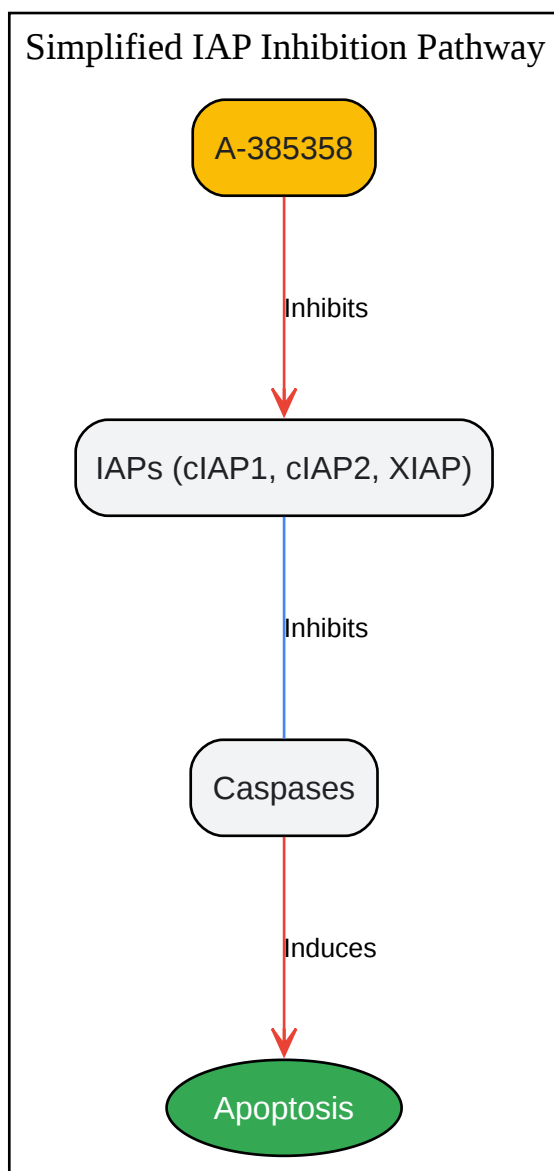 Simplified IAP Inhibition Pathway
A-385358
Inhibits
IAPs (cIAP1, cIAP2, XIAP)
Inhibits
Caspases
Induces
Apoptosis